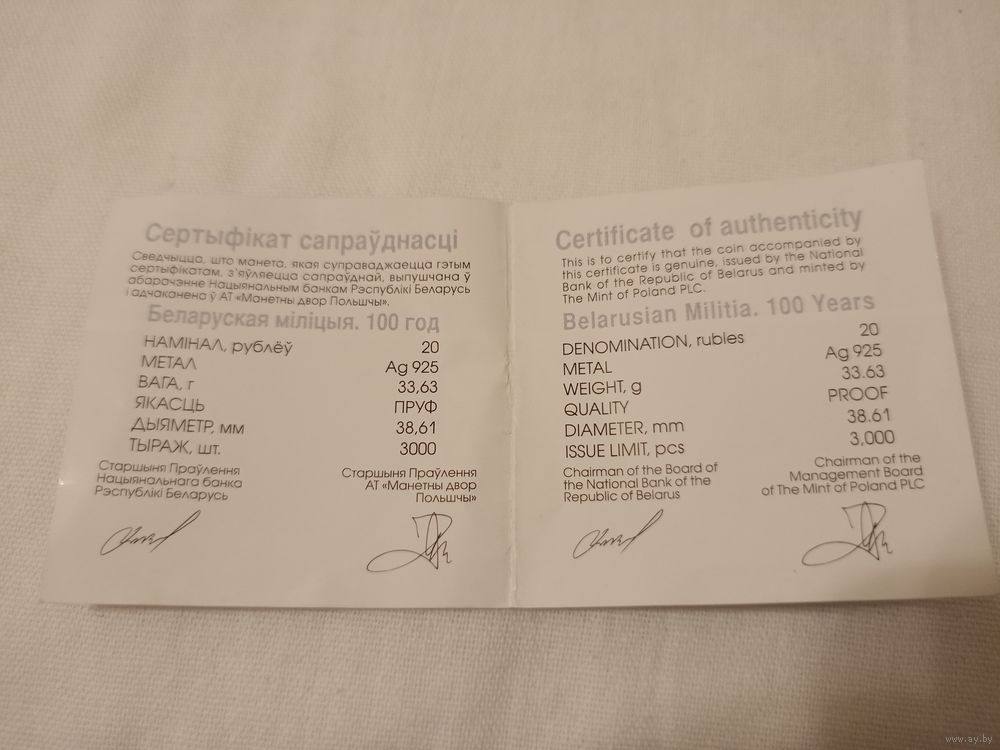 Сертыфікат сапраўднасці
Сведчыцца, што манета, якая суправаджаецца гэтым
сертыфікатам, з'яўляецца сапраўднай, выпушчана ў
абарачэнне Нацыянальным банкам Рэспублікі Беларусь
і адчаканена ў АТ «Манетны двор Польшчы».
Беларуская міліцыя. 100 год
НАМІНАЛ, рублёў 20
МЕТАЛ Ag 925
ВАГА, г 33,63
ЯКАСЦЬ ПРУФ
ДЫЯМЕТР, мм 38,61
ТЫРАЖ, шт. 3000
Старшыня Праўлення
Нацыянальнага банка
Рэспублікі Беларусь
Старшыня Праўлення
АТ «Манетны двор
Польшчы»
Certificate of authenticity
This is to certify that the coin accompanied by
this certificate is genuine, issued by the National
Bank of the Republic of Belarus and minted by
The Mint of Poland PLC.
Belarusian Militia. 100 Years
DENOMINATION, rubles 20
METAL Ag 925
WEIGHT, g 33.63
QUALITY PROOF
DIAMETER, mm 38.61
ISSUE LIMIT, pcs 3,000
Chairman of the Board of
the National Bank of the
Republic of Belarus
Chairman of the
Management Board
of The Mint of Poland PLC
www.ay.by